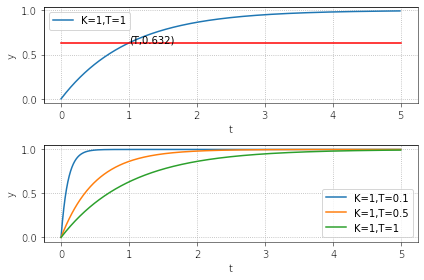 1.0
0.5
0.0
y
K=1,T=1
(T,0.632)
0 1 2 3 4 5
t
1.0
0.5
0.0
y
K=1,T=0.1
K=1,T=0.5
K=1,T=1
0 1 2 3 4 5
t